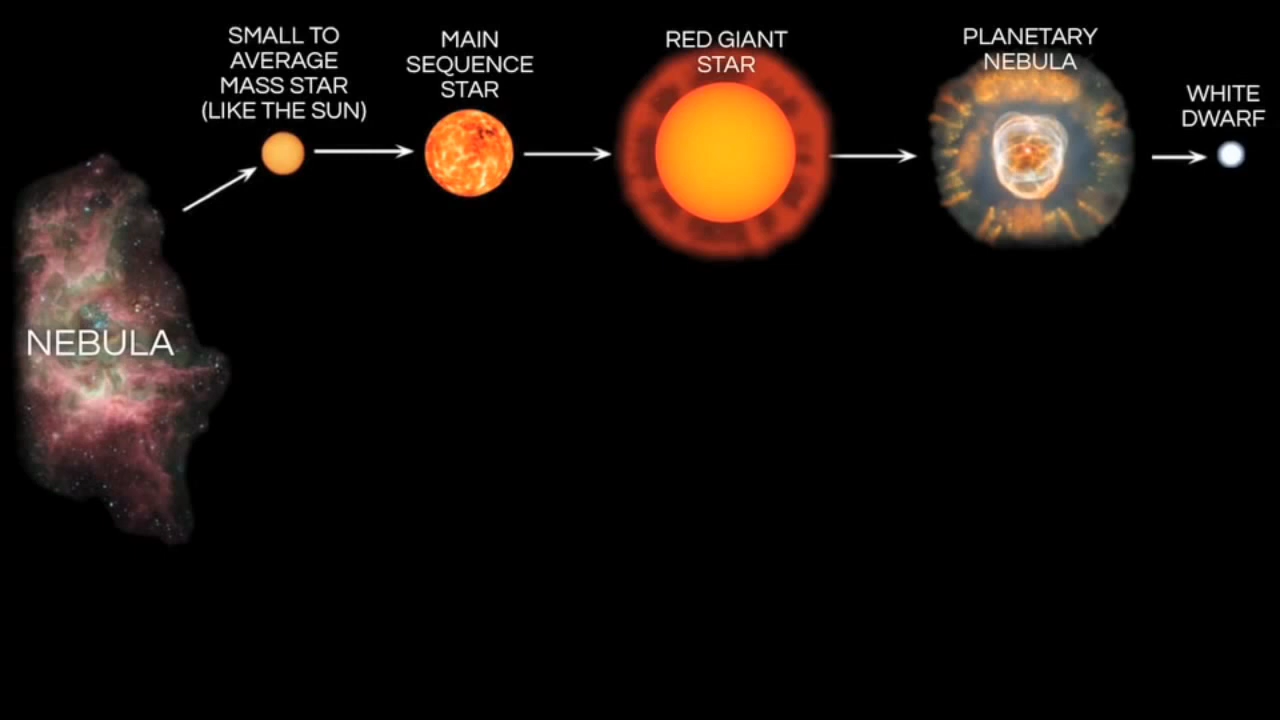 SMALL TO
AVERAGE
MASS STAR
(LIKE THE SUN)
MAIN
SEQUENCE
STAR
RED GIANT
STAR
PLANETARY
NEBULA
WHITE
DWARF
NEBULA